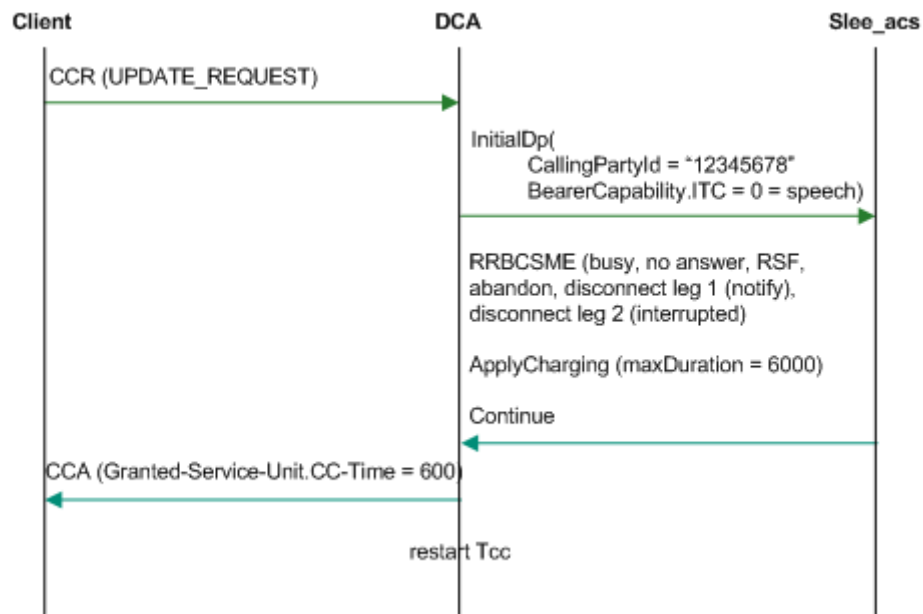 Client DCA Slee_acs
CCR (UPDATE_REQUEST)
InitialDp(
CallingPartyId = "12345678"
BearerCapability.ITC = 0 = speech)
RRBCSME (busy, no answer, RSF,
abandon, disconnect leg 1 (notify),
disconnect leg 2 (interrupted)
ApplyCharging (maxDuration = 6000)
Continue
CCA (Granted-Service-Unit.CC-Time = 600)
restart Tcc